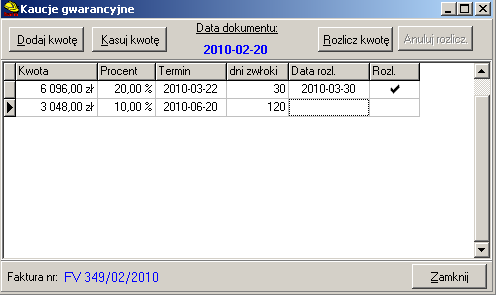 Kaucje gwarancyjne
Dodaj kwotę
Kasuj kwotę
Data dokumentu:
2010-02-20
Rozlicz kwotę
Anuluj rozlicz.
Kwota Procent Termin dni zwłoki Data rozl. Rozl.
6 096,00 zł 20,00 % 2010-03-22 30 2010-03-30 ✔
3 048,00 zł 10,00 % 2010-06-20 120
Faktura nr: FV 349/02/2010
Zamknij